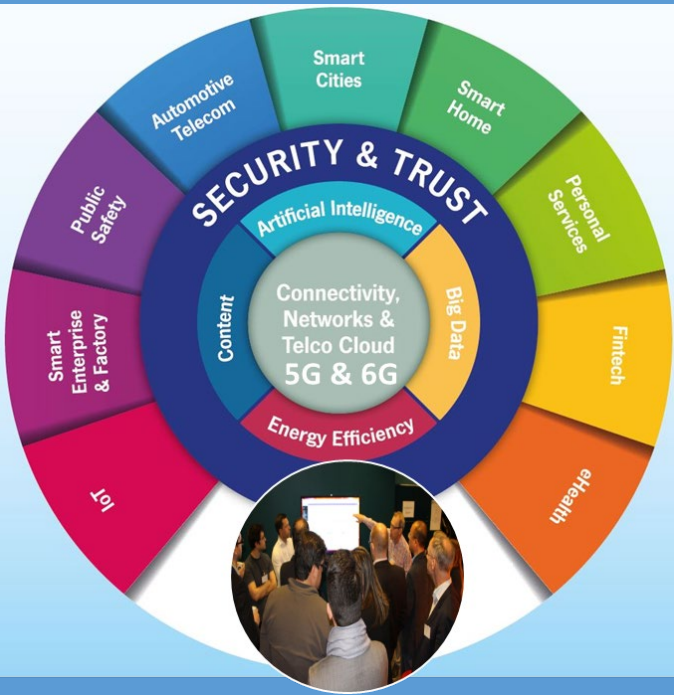 Smart
Cities
Smart
Home
Personal
Services
Fintech
eHealth
IoT
Smart
Enterprise
& Factory
Public
Safety
Automotive
Telecom
SECURITY & TRUST
Artificial Intelligence
Big Data
Energy Efficiency
Content
Connectivity,
Networks &
Telco Cloud
5G & 6G